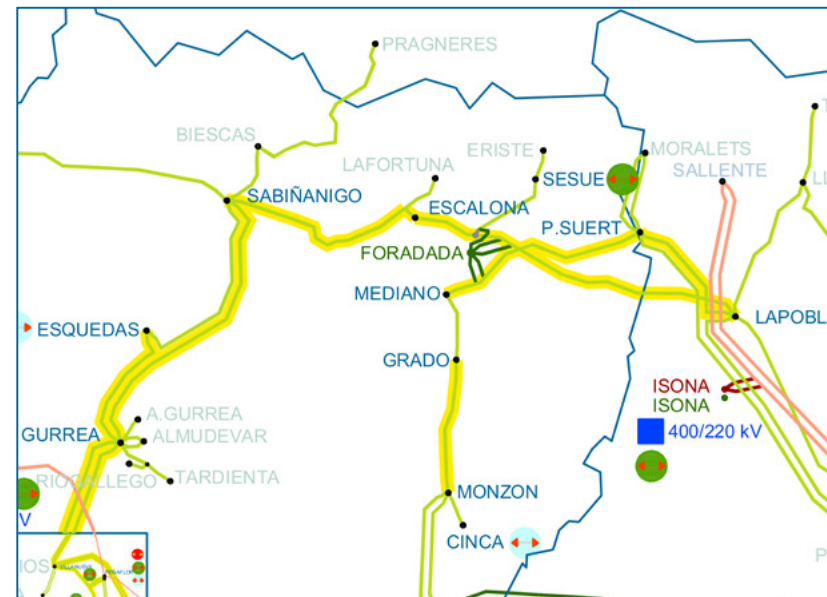 PRAGNERES
BIESCAS
LAFORTUNA
ERISTE
MORALETS
SALLENTE
SESUE
SABIÑANIGO
ESCALONA
P.SUERT
FORADADA
MEDIANO
ESQUEDAS
LAPOBL
GRADO
ISONA
ISONA
A.GURREA
GURREA
ALMUDEVAR
400/220 kV
RIOGALLEGO
TARDIENTA
MONZON
V
CINCA